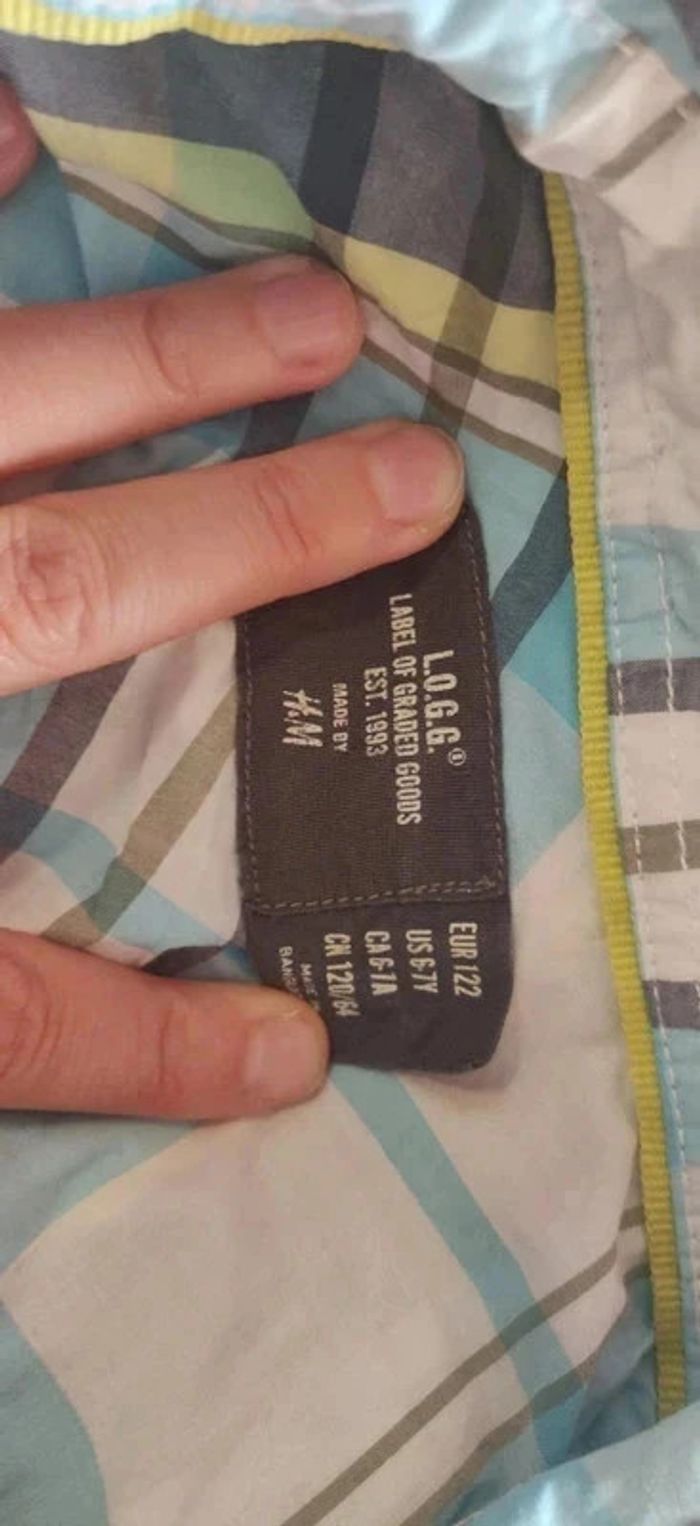 L.O.G.G.®
LABEL OF GRADED GOODS
EST. 1993
MADE BY
H&M
EUR 122
US 6-7Y
CA 6-7A
CN 120/64